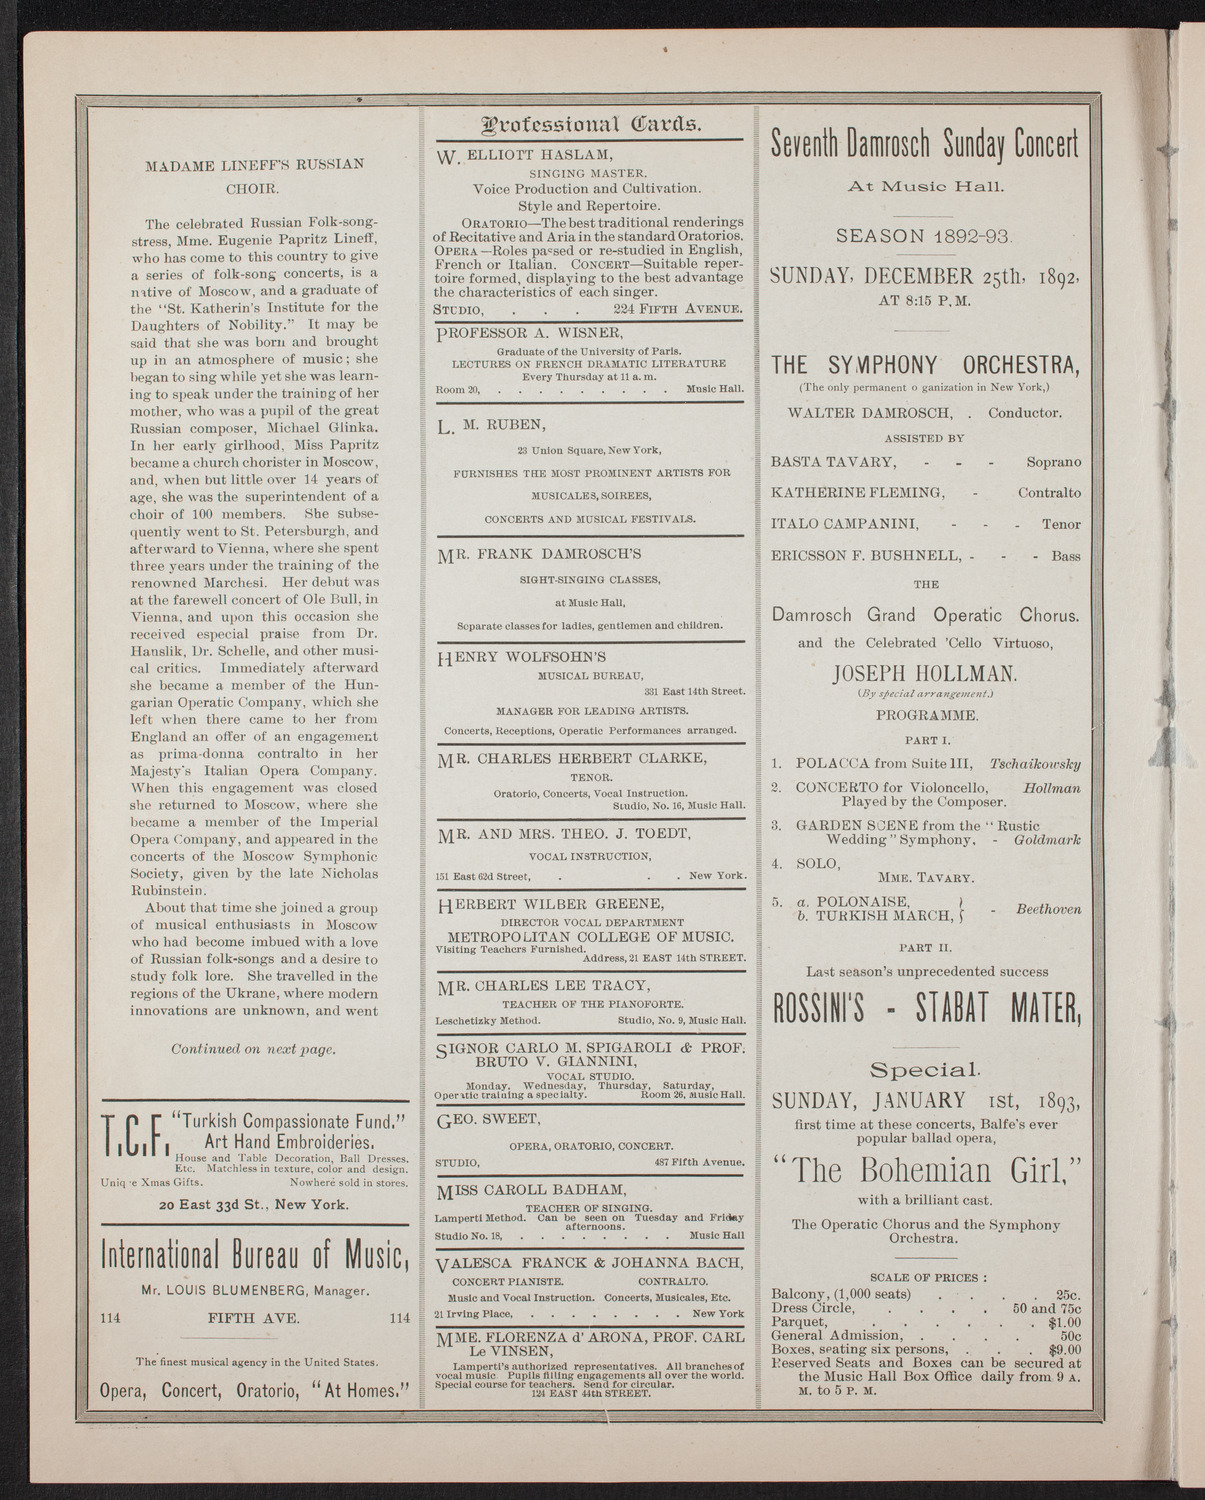 MADAME LINEFF'S RUSSIAN
CHOIR.
The celebrated Russian Folk-song-
stress, Mme. Eugenie Papritz Lineff,
who has come to this country to give
a series of folk-song concerts, is a
native of Moscow, and a graduate of
the "St. Katherin's Institute for the
Daughters of Nobility." It may be
said that she was born and brought
up in an atmosphere of music; she
began to sing while yet she was learn-
ing to speak under the training of her
mother, who was a pupil of the great
Russian composer, Michael Glinka.
In her early girlhood, Miss Papritz
became a church chorister in Moscow,
and, when but little over 14 years of
age, she was the superintendent of a
choir of 100 members. She subse-
quently went to St. Petersburgh, and
afterward to Vienna, where she spent
three years under the training of the
renowned Marchesi. Her debut was
at the farewell concert of Ole Bull, in
Vienna, and upon this occasion she
received especial praise from Dr.
Hanslik, Dr. Schelle, and other musi-
cal critics. Immediately afterward
she became a member of the Hun-
garian Operatic Company, which she
left when there came to her from
England an offer of an engagement
as prima-donna contralto in her
Majesty's Italian Opera Company.
When this engagement was closed
she returned to Moscow, where she
became a member of the Imperial
Opera Company, and appeared in the
concerts of the Moscow Symphonic
Society, given by the late Nicholas
Rubinstein.
About that time she joined a group
of musical enthusiasts in Moscow
who had become imbued with a love
of Russian folk-songs and a desire to
study folk lore. She travelled in the
regions of the Ukrane, where modern
innovations are unknown, and went
Continued on next page.
T.C.F. "Turkish Compassionate Fund."
Art Hand Embroideries.
House and Table Decoration, Ball Dresses.
Etc. Matchless in texture, color and design.
Uniq e Xmas Gifts. Nowhere sold in stores.
20 East 33d St., New York.
International Bureau of Music,
Mr. LOUIS BLUMENBERG, Manager.
114 FIFTH AVE. 114
The finest musical agency in the United States.
Opera, Concert, Oratorio, "At Homes."
Professional Cards.
W. ELLIOTT HASLAM,
SINGING MASTER.
Voice Production and Cultivation.
Style and Repertoire.
ORATORIO—The best traditional renderings
of Recitative and Aria in the standard Oratorios.
OPERA—Roles passed or re-studied in English,
French or Italian. CONCERT—Suitable reper-
toire formed, displaying to the best advantage
the characteristics of each singer.
STUDIO, . . . 224 FIFTH AVENUE.
PROFESSOR A. WISNER,
Graduate of the University of Paris.
LECTURES ON FRENCH DRAMATIC LITERATURE
Every Thursday at 11 a. m.
Room 20, . . . . . . . . . Music Hall.
L. M. RUBEN,
23 Union Square, New York,
FURNISHES THE MOST PROMINENT ARTISTS FOR
MUSICALES, SOIREES,
CONCERTS AND MUSICAL FESTIVALS.
MR. FRANK DAMROSCH'S
SIGHT-SINGING CLASSES,
at Music Hall,
Separate classes for ladies, gentlemen and children.
HENRY WOLFSOHN'S
MUSICAL BUREAU,
331 East 14th Street.
MANAGER FOR LEADING ARTISTS.
Concerts, Receptions, Operatic Performances arranged.
MR. CHARLES HERBERT CLARKE,
TENOR.
Oratorio, Concerts, Vocal Instruction.
Studio, No. 16, Music Hall.
MR. AND MRS. THEO. J. TOEDT,
VOCAL INSTRUCTION,
151 East 62d Street, . . . New York.
HERBERT WILBER GREENE,
DIRECTOR VOCAL DEPARTMENT
METROPOLITAN COLLEGE OF MUSIC.
Visiting Teachers Furnished.
Address, 21 EAST 14th STREET.
MR. CHARLES LEE TRACY,
TEACHER OF THE PIANOFORTE.
Leschetizky Method. Studio, No. 9, Music Hall.
SIGNOR CARLO M. SPIGAROLI & PROF.
BRUTO V. GIANNINI,
VOCAL STUDIO.
Monday, Wednesday, Thursday, Saturday,
Operatic training a specialty. Room 26, Music Hall.
GEO. SWEET,
OPERA, ORATORIO, CONCERT.
STUDIO, 487 Fifth Avenue.
MISS CAROLL BADHAM,
TEACHER OF SINGING.
Lamperti Method. Can be seen on Tuesday and Friday
afternoons.
Studio No. 18, . . . . . . . . Music Hall
VALESCA FRANCK & JOHANNA BACH,
CONCERT PIANISTE. CONTRALTO.
Music and Vocal Instruction. Concerts, Musicales, Etc.
21 Irving Place, . . . . . . . . New York
MME. FLORENZA d' ARONA, PROF. CARL
Le VINSEN,
Lamperti's authorized representatives. All branches of
vocal music Pupils filling engagements all over the world.
Special course for teachers. Send for circular.
124 EAST 44th STREET.
Seventh Damrosch Sunday Concert
At Music Hall.
SEASON 1892-93.
SUNDAY, DECEMBER 25th, 1892,
AT 8:15 P.M.
THE SYMPHONY ORCHESTRA,
(The only permanent o ganization in New York,)
WALTER DAMROSCH, . Conductor.
ASSISTED BY
BASTA TAVARY, - - - Soprano
KATHERINE FLEMING, - Contralto
ITALO CAMPANINI, - - - Tenor
ERICSSON F. BUSHNELL, - - - Bass
THE
Damrosch Grand Operatic Chorus.
and the Celebrated 'Cello Virtuoso,
JOSEPH HOLLMAN.
(By special arrangement.)
PROGRAMME.
PART I.
1. POLACCA from Suite III, Tschaikowsky
2. CONCERTO for Violoncello, Hollman
Played by the Composer.
3. GARDEN SCENE from the "Rustic
Wedding" Symphony, - Goldmark
4. SOLO,
MME. TAVARY.
5. a. POLONAISE,
b. TURKISH MARCH, } - Beethoven
PART II.
Last season's unprecedented success
ROSSINI'S - STABAT MATER,
Special.
SUNDAY, JANUARY 1st, 1893,
first time at these concerts, Balfe's ever
popular ballad opera,
"The Bohemian Girl,"
with a brilliant cast.
The Operatic Chorus and the Symphony
Orchestra.
SCALE OF PRICES :
Balcony, (1,000 seats) . . . . 25c.
Dress Circle, . . . . 50 and 75c
Parquet, . . . . . . $1.00
General Admission, . . . . 50c
Boxes, seating six persons, . . . $9.00
Reserved Seats and Boxes can be secured at
the Music Hall Box Office daily from 9 A.
M. to 5 P. M.